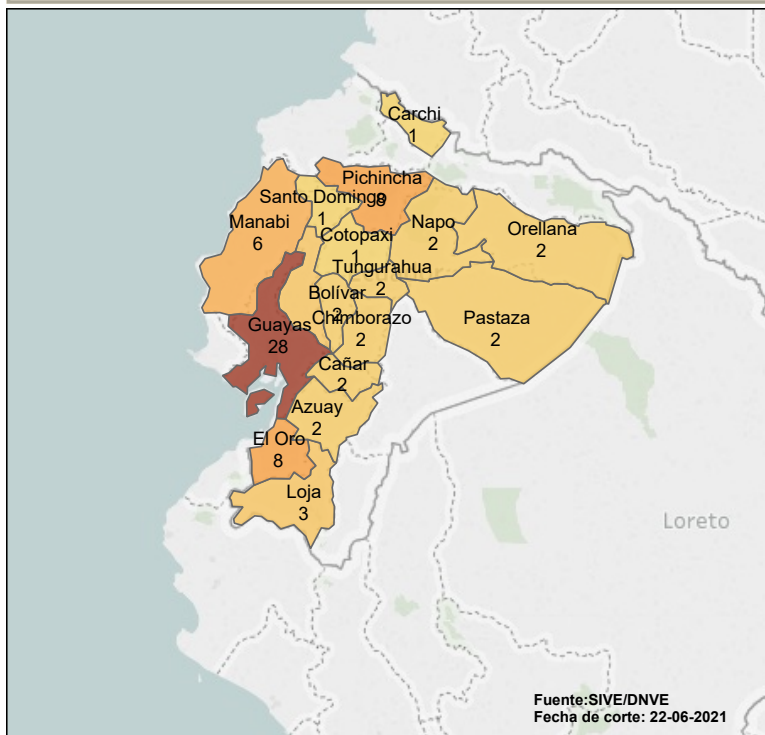 Carchi
1
Pichincha
8
Santo Domingo
1
Manabi
6
Napo
2
Orellana
2
Cotopaxi
1
Tungurahua
2
Bolívar
2
Chimborazo
2
Guayas
28
Pastaza
2
Cañar
2
Azuay
2
El Oro
8
Loja
3
Loreto
Fuente:SIVE/DNVE
Fecha de corte: 22-06-2021